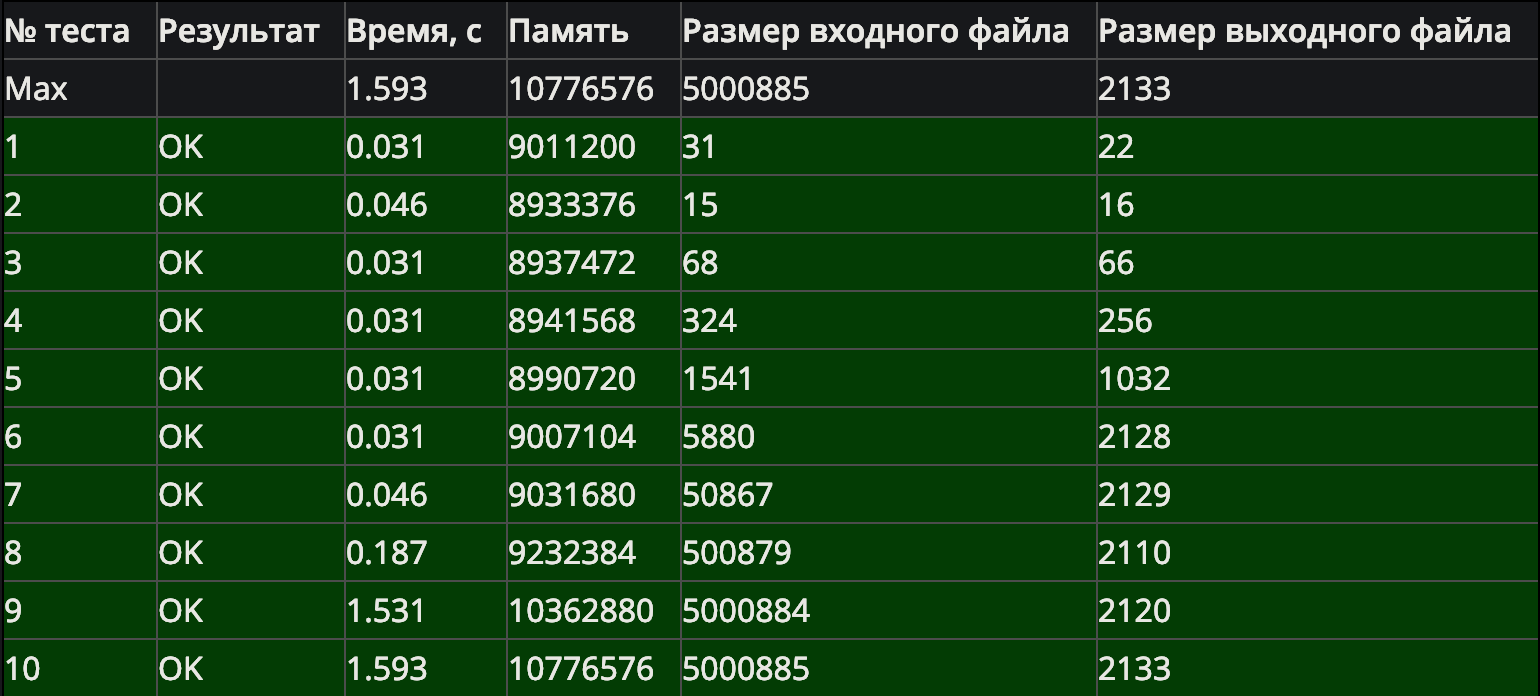 № теста Результат Время, с Память Размер входного файла Размер выходного файла
Max 1.593 10776576 5000885 2133
1 OK 0.031 9011200 31 22
2 OK 0.046 8933376 15 16
3 OK 0.031 8937472 68 66
4 OK 0.031 8941568 324 256
5 OK 0.031 8990720 1541 1032
6 OK 0.031 9007104 5880 2128
7 OK 0.046 9031680 50867 2129
8 OK 0.187 9232384 500879 2110
9 OK 1.531 10362880 5000884 2120
10 OK 1.593 10776576 5000885 2133